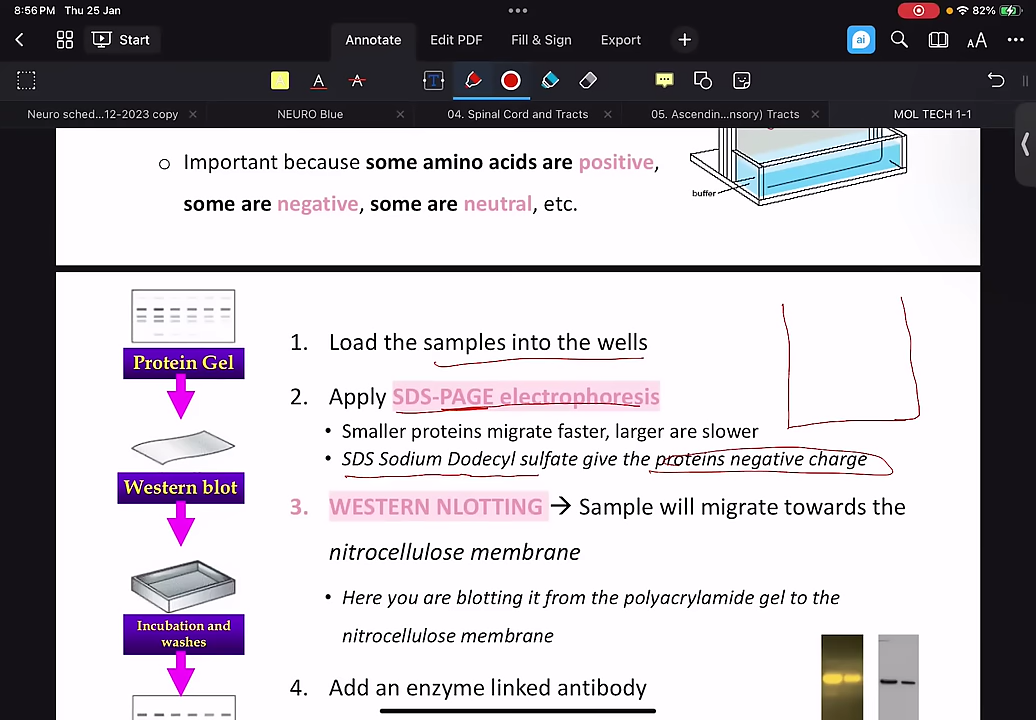 8:56 PM Thu 25 Jan
82%
Start
Annotate
Edit PDF
Fill & Sign
Export
ai
AA
T
A
A
Neuro sched....12-2023 copy
NEURO Blue
04. Spinal Cord and Tracts
05. Ascendin...nsory) Tracts
MOL TECH 1-1
o Important because some amino acids are positive,
some are negative, some are neutral, etc.
buffer
Protein Gel
Western blot
Incubation and
washes
1. Load the samples into the wells
2. Apply SDS-PAGE electrophoresis
• Smaller proteins migrate faster, larger are slower
• SDS Sodium Dodecyl sulfate give the proteins negative charge
3. WESTERN NLOTTING → Sample will migrate towards the
nitrocellulose membrane
• Here you are blotting it from the polyacrylamide gel to the
nitrocellulose membrane
4. Add an enzyme linked antibody